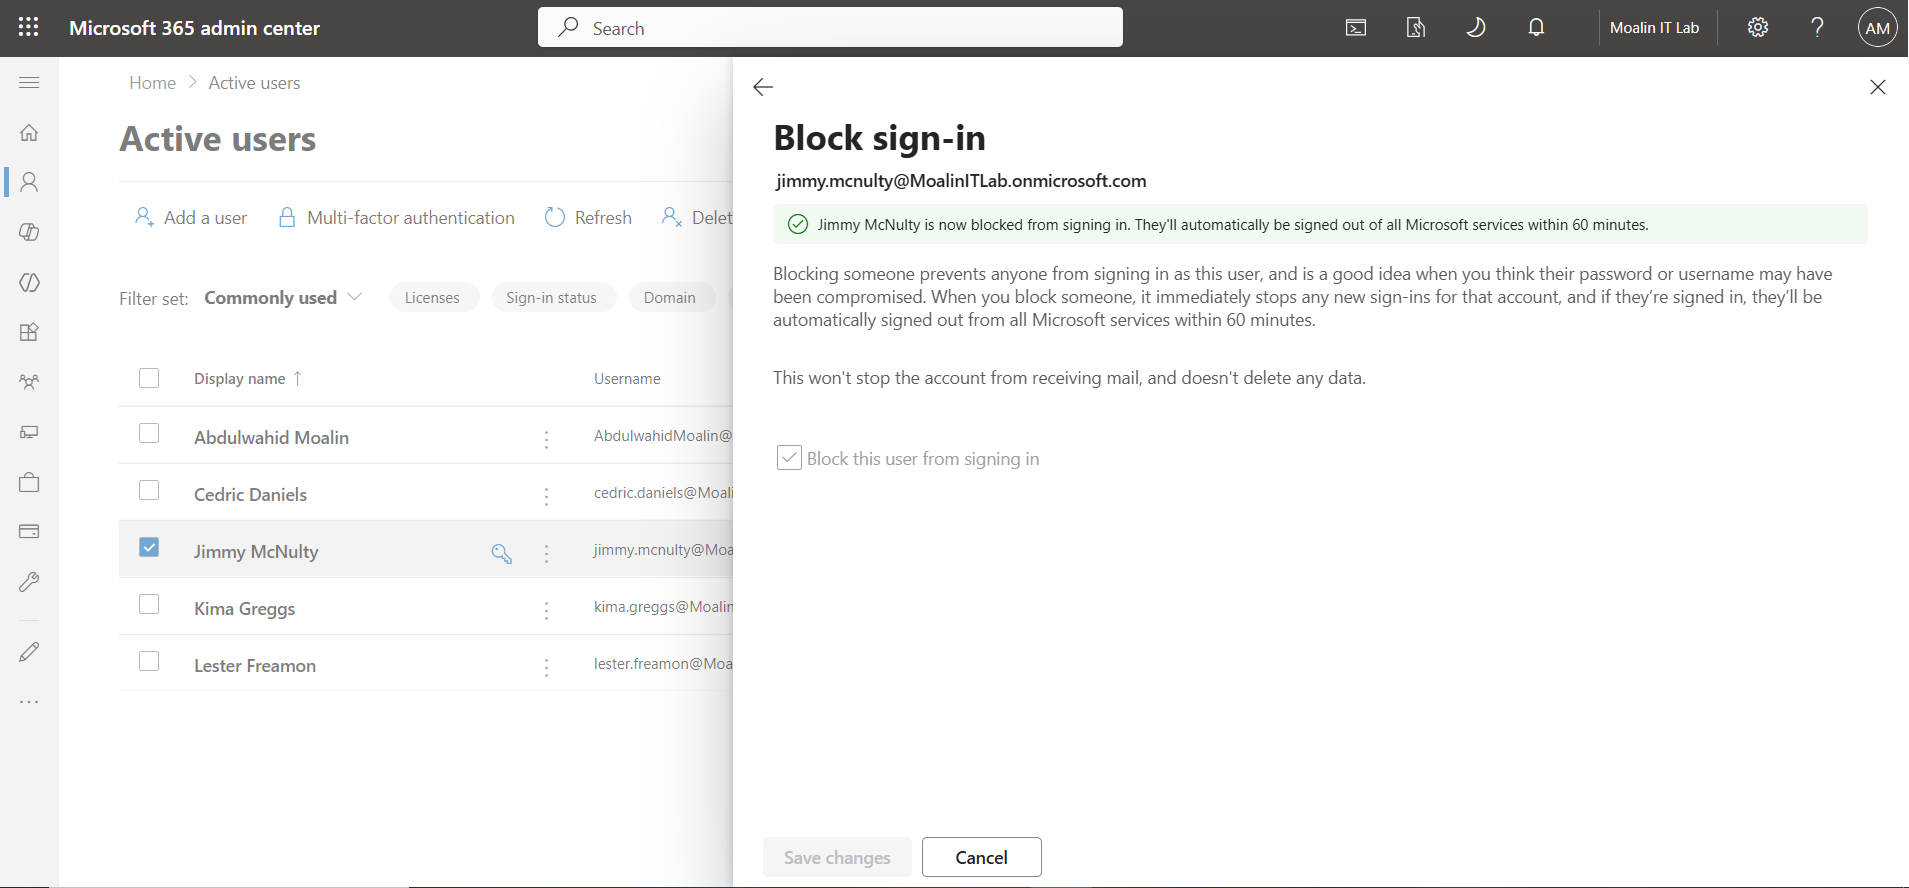 Microsoft 365 admin center
Search
Moalin IT Lab
?
AM
Home > Active users
Active users
Add a user
Multi-factor authentication
Refresh
Delet
Filter set: Commonly used
Licenses
Sign-in status
Domain
Display name ↑
Username
Abdulwahid Moalin
AbdulwahidMoalin@
Cedric Daniels
cedric.daniels@Moali
Jimmy McNulty
jimmy.mcnulty@Moa
Kima Greggs
kima.greggs@Moalin
Lester Freamon
lester.freamon@Moa
Block sign-in
jimmy.mcnulty@MoalinITLab.onmicrosoft.com
Jimmy McNulty is now blocked from signing in. They'll automatically be signed out of all Microsoft services within 60 minutes.
Blocking someone prevents anyone from signing in as this user, and is a good idea when you think their password or username may have
been compromised. When you block someone, it immediately stops any new sign-ins for that account, and if they’re signed in, they’ll be
automatically signed out from all Microsoft services within 60 minutes.
This won't stop the account from receiving mail, and doesn't delete any data.
Block this user from signing in
Save changes
Cancel